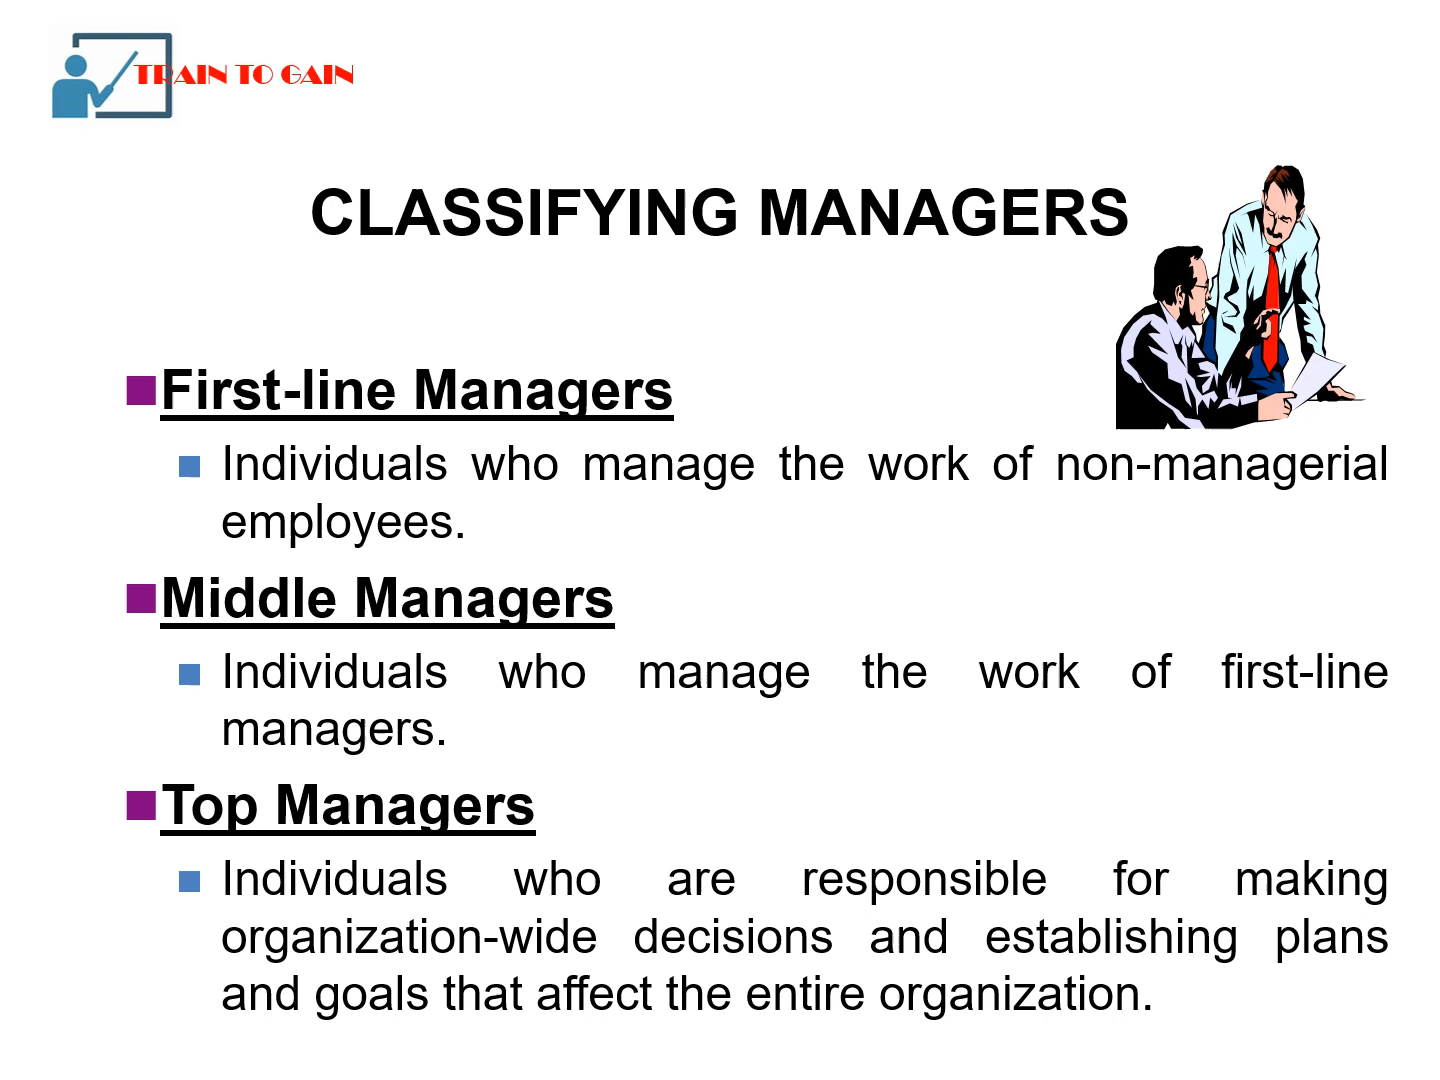 TRAIN TO GAIN
CLASSIFYING MANAGERS
First-line Managers
Individuals who manage the work of non-managerial
employees.
Middle Managers
Individuals who manage the work of first-line
managers.
Top Managers
Individuals who are responsible for making
organization-wide decisions and establishing plans
and goals that affect the entire organization.